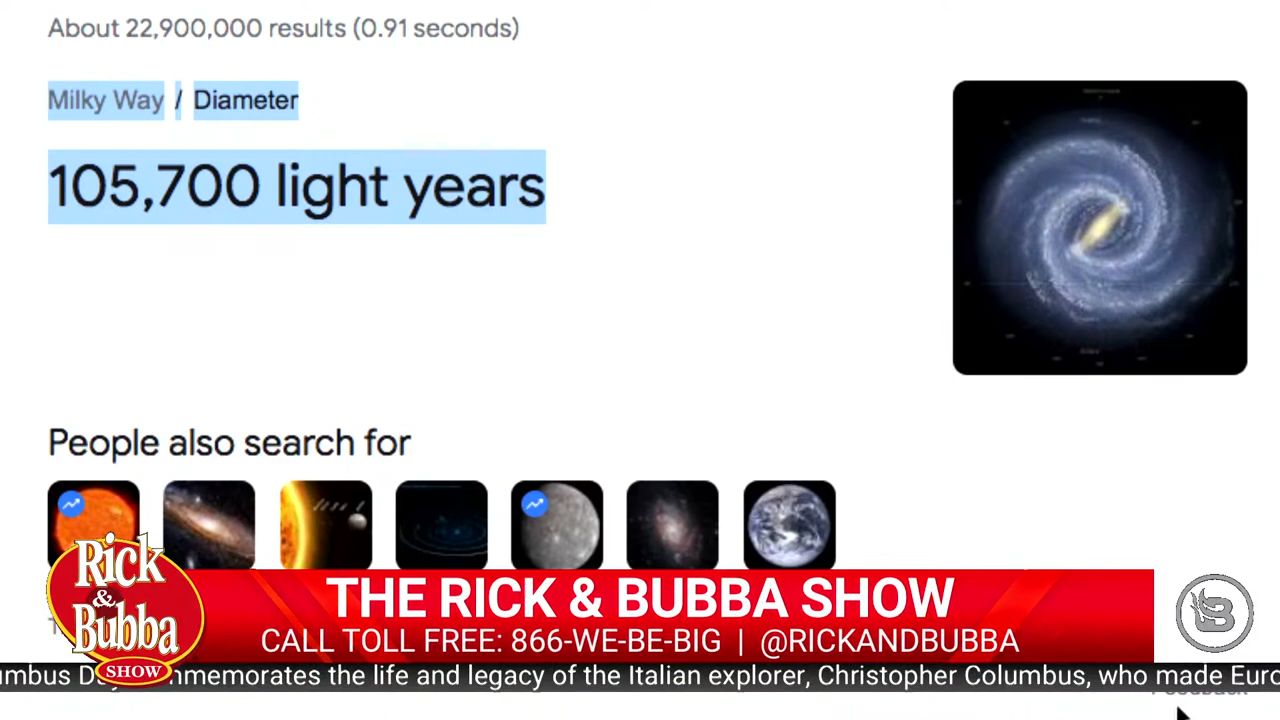 About 22,900,000 results (0.91 seconds)
Milky Way / Diameter
105,700 light years
People also search for
Rick
&
Bubba
SHOW
THE RICK & BUBBA SHOW
CALL TOLL FREE: 866-WE-BE-BIG | @RICKANDBUBBA
B
commemorates the life and legacy of the Italian explorer, Christopher Columbus, who made Euro
Feedback